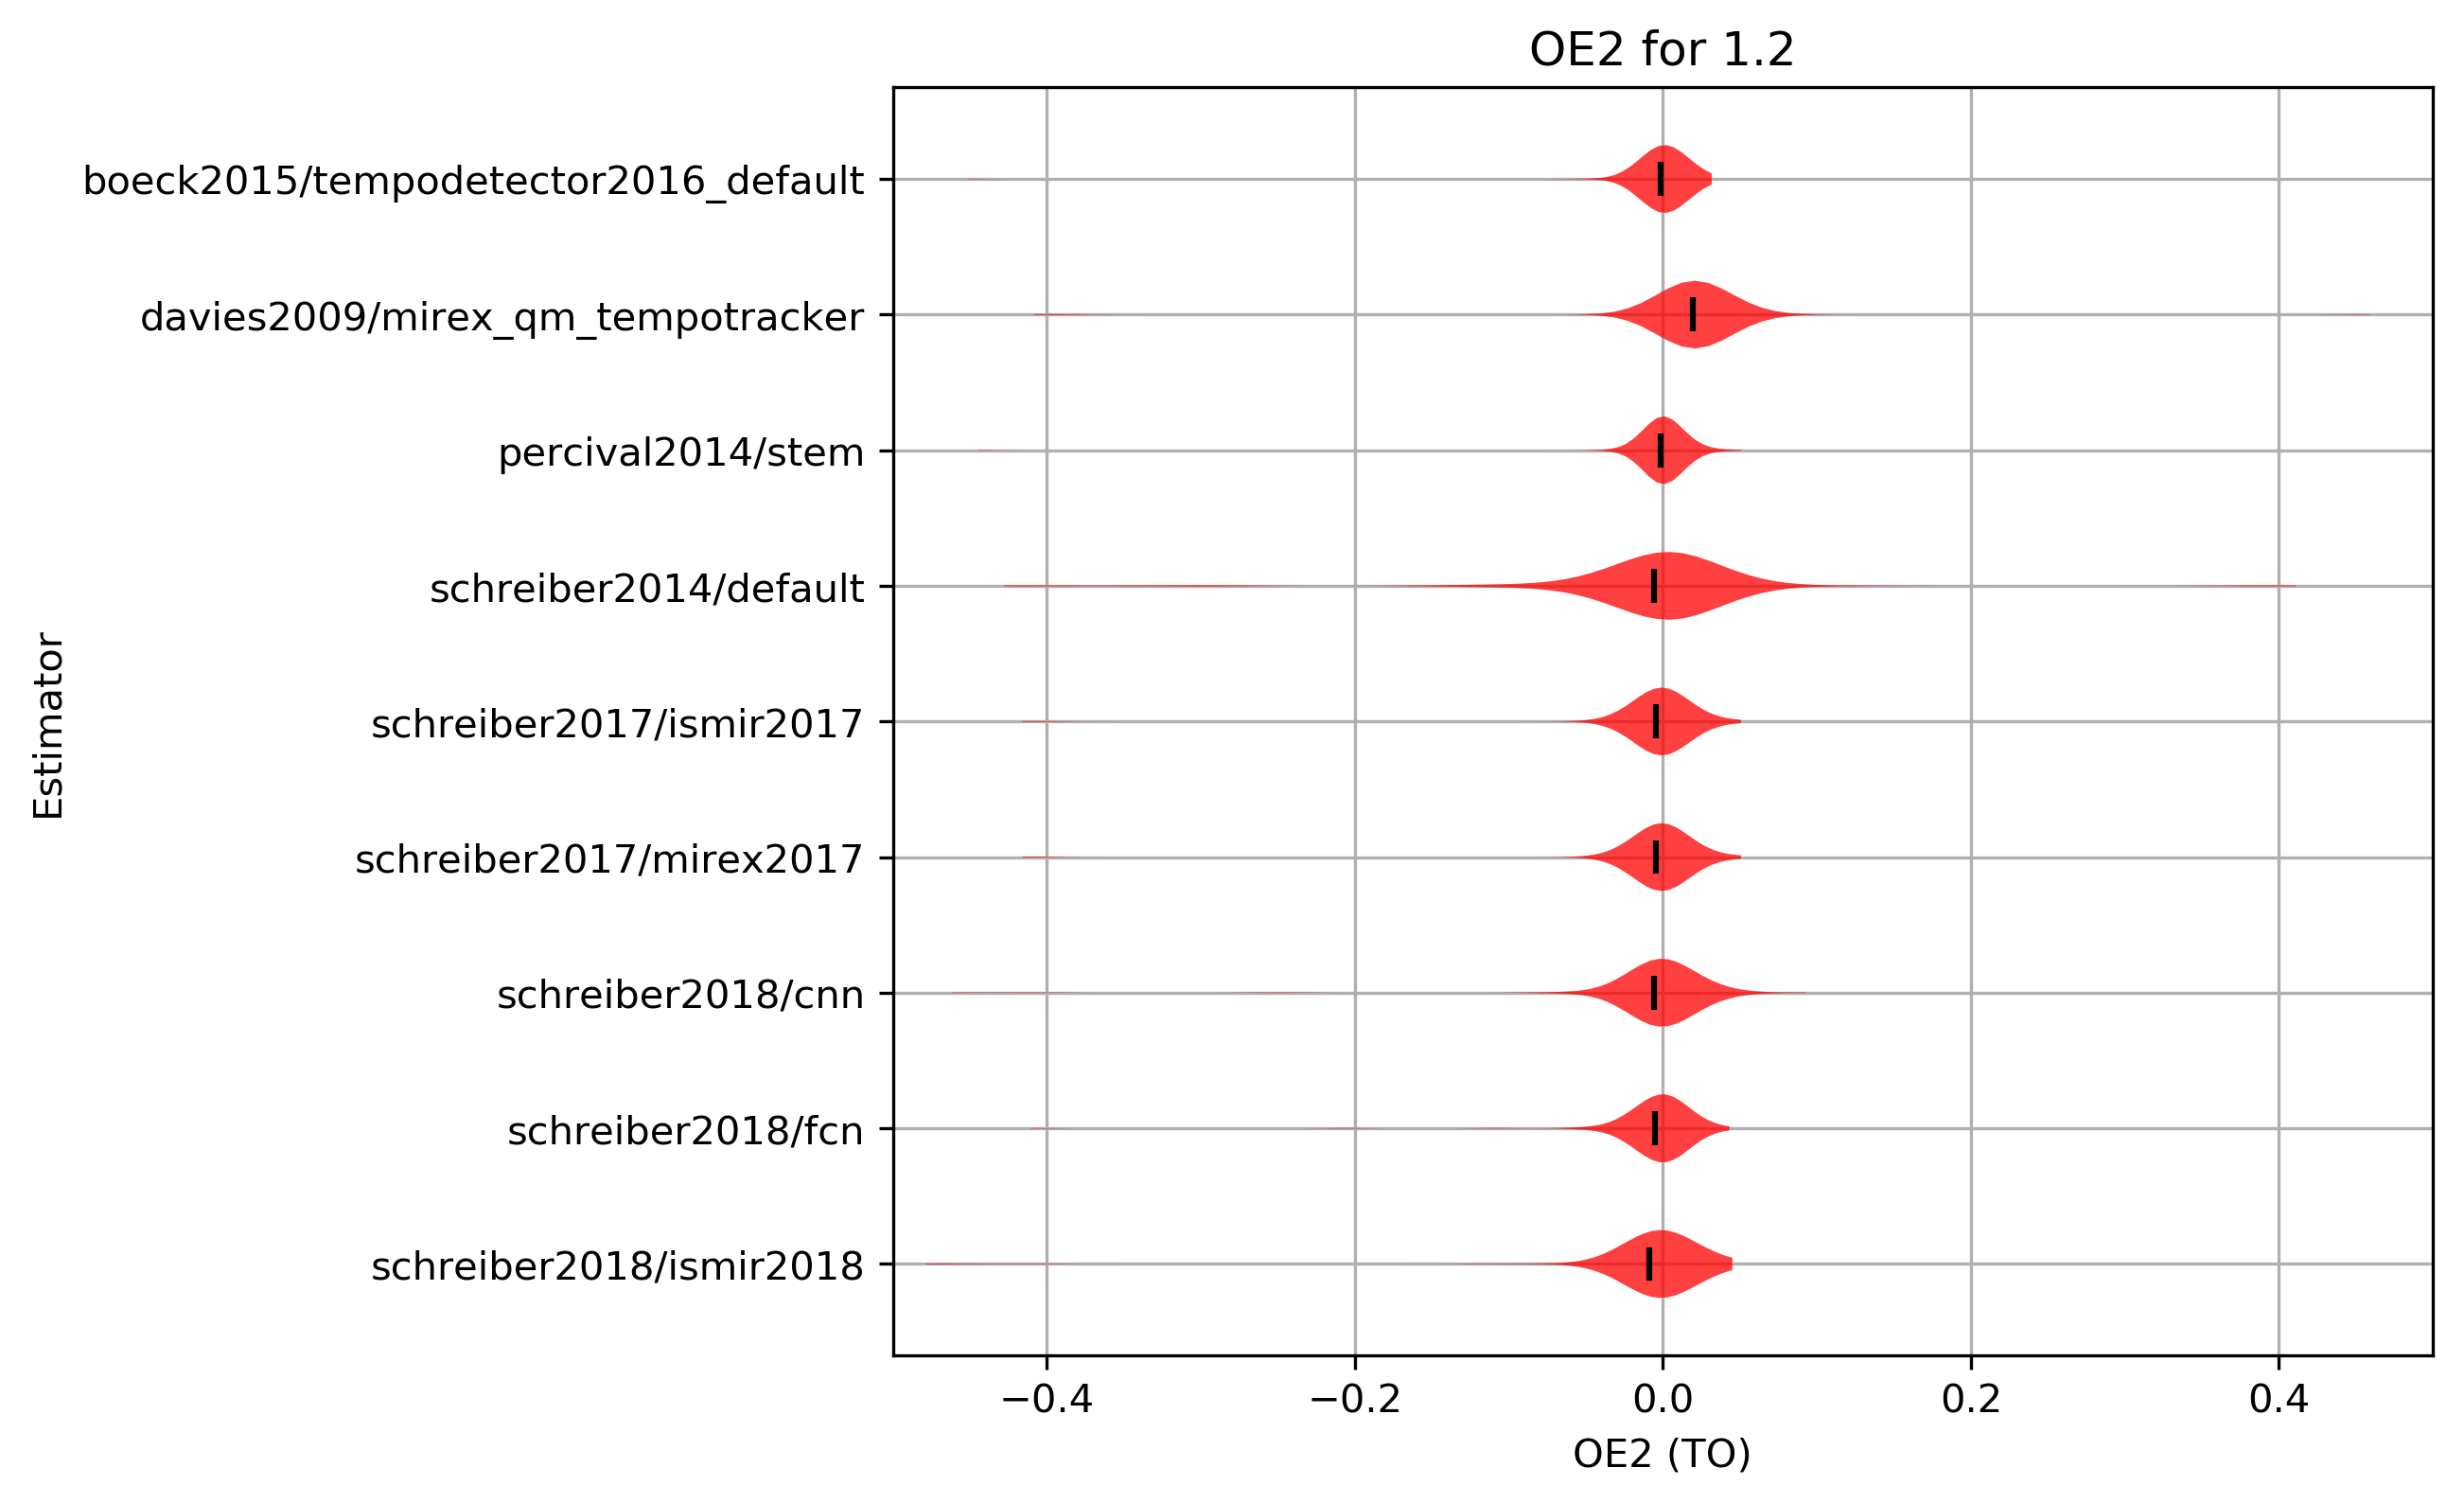 OE2 for 1.2
boeck2015/tempodetector2016_default
davies2009/mirex_qm_tempotracker
percival2014/stem
schreiber2014/default
schreiber2017/ismir2017
schreiber2017/mirex2017
schreiber2018/cnn
schreiber2018/fcn
schreiber2018/ismir2018
Estimator
−0.4 −0.2 0.0 0.2 0.4
OE2 (TO)